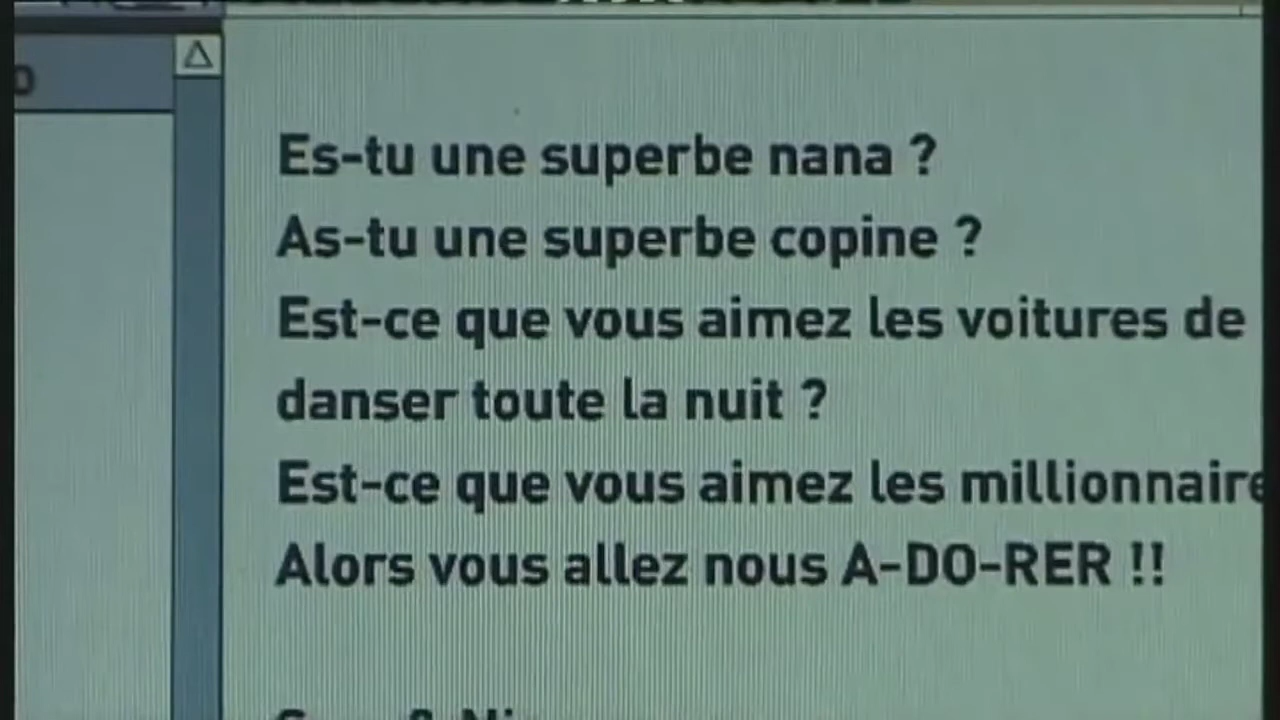 Es-tu une superbe nana ?
As-tu une superbe copine ?
Est-ce que vous aimez les voitures de
danser toute la nuit ?
Est-ce que vous aimez les millionnaire
Alors vous allez nous A-DO-RER !!